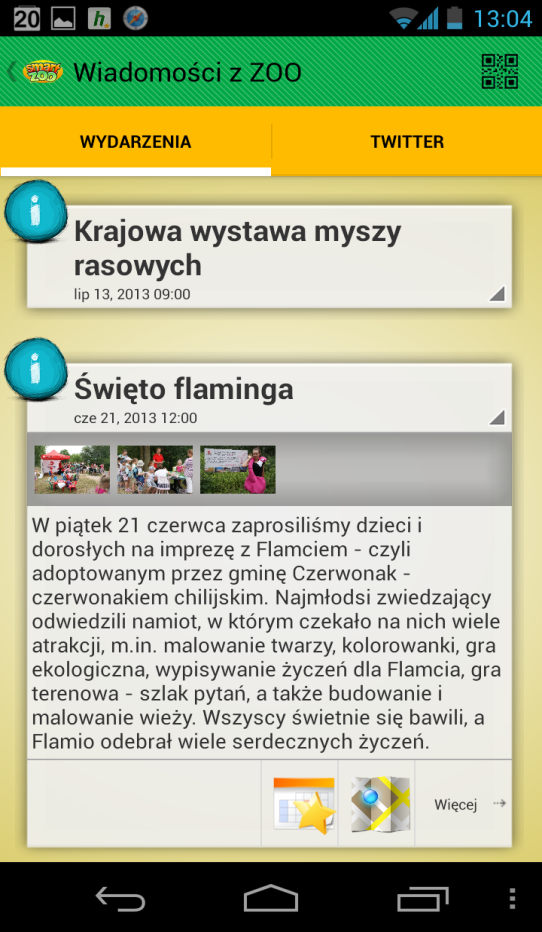 20
h
13:04
smart
ZOO
Wiadomości z ZOO
WYDARZENIA
TWITTER
i
Krajowa wystawa myszy
rasowych
lip 13, 2013 09:00
i
Święto flaminga
cze 21, 2013 12:00
W piątek 21 czerwca zaprosiliśmy dzieci i
dorosłych na imprezę z Flamciem - czyli
adoptowanym przez gminę Czerwonak -
czerwonakiem chilijskim. Najmłodsi zwiedzający
odwiedzili namiot, w którym czekało na nich wiele
atrakcji, m.in. malowanie twarzy, kolorowanki, gra
ekologiczna, wypisywanie życzeń dla Flamcia, gra
terenowa - szlak pytań, a także budowanie i
malowanie wieży. Wszyscy świetnie się bawili, a
Flamio odebrał wiele serdecznych życzeń.
Więcej